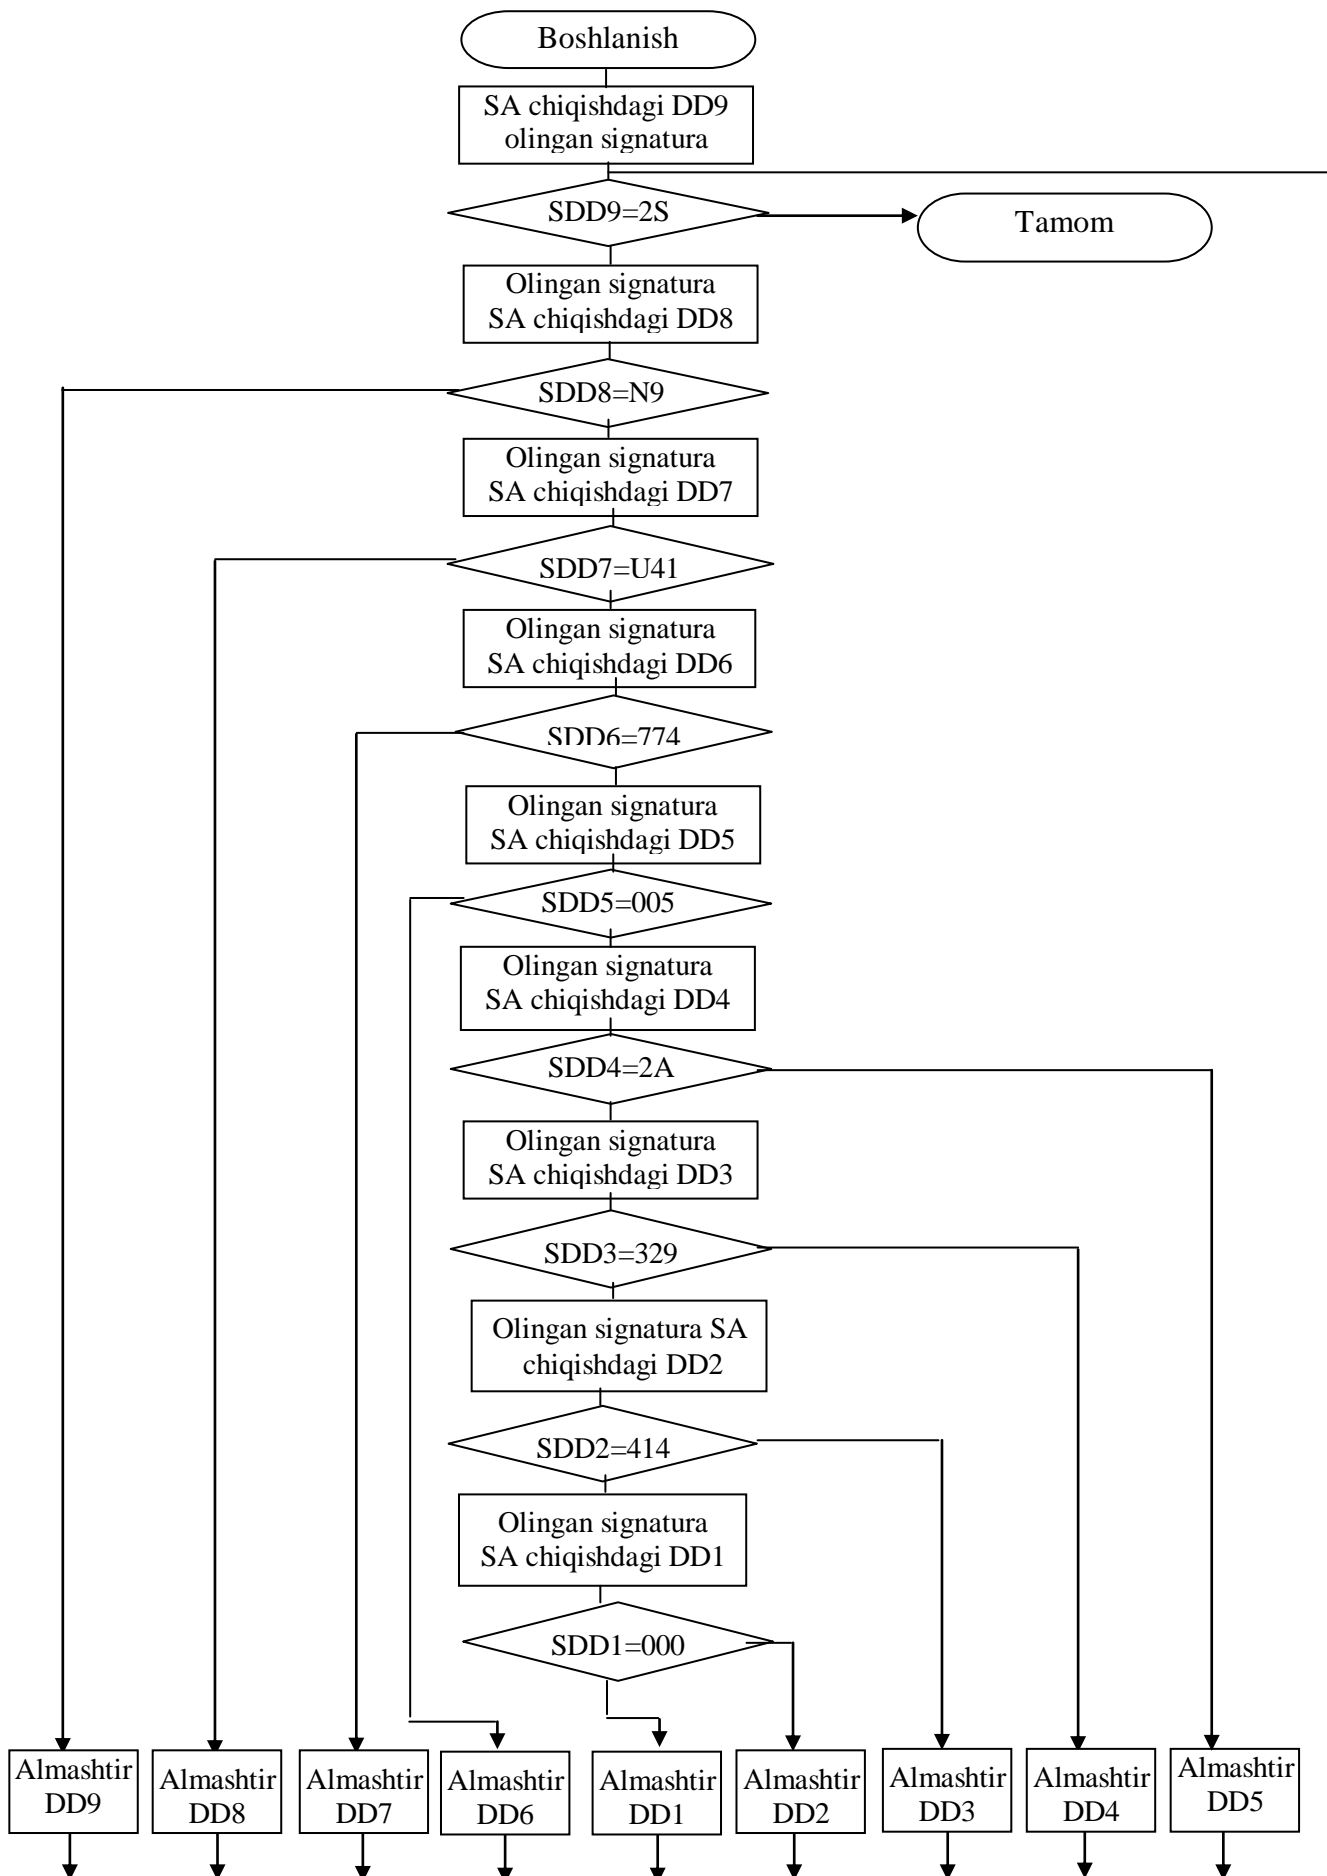 Boshlanish
SA chiqishdagi DD9
olingan signatura
SDD9=2S
Tamom
Olingan signatura
SA chiqishdagi DD8
SDD8=N9
Olingan signatura
SA chiqishdagi DD7
SDD7=U41
Olingan signatura
SA chiqishdagi DD6
SDD6=774
Olingan signatura
SA chiqishdagi DD5
SDD5=005
Olingan signatura
SA chiqishdagi DD4
SDD4=2A
Olingan signatura
SA chiqishdagi DD3
SDD3=329
Olingan signatura SA
chiqishdagi DD2
SDD2=414
Olingan signatura
SA chiqishdagi DD1
SDD1=000
Almashtir
DD9
Almashtir
DD8
Almashtir
DD7
Almashtir
DD6
Almashtir
DD1
Almashtir
DD2
Almashtir
DD3
Almashtir
DD4
Almashtir
DD5